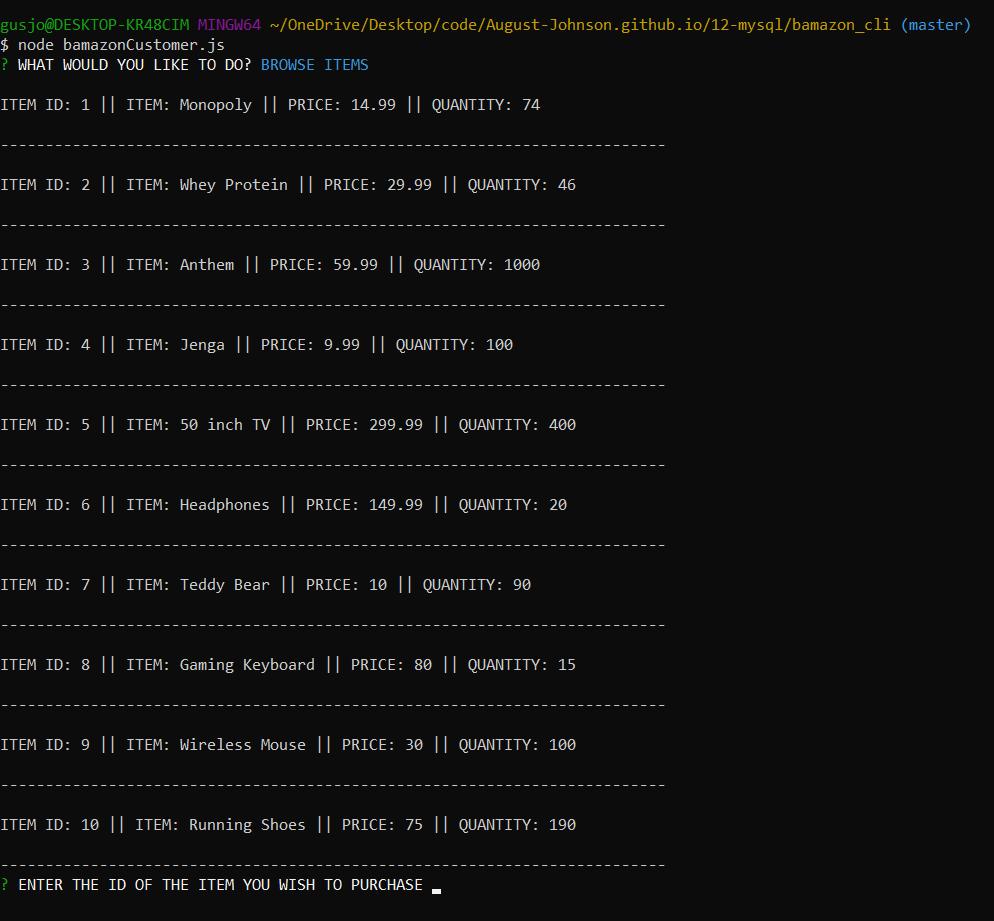 gusjo@DESKTOP-KR48CIM MINGW64 ~/OneDrive/Desktop/code/August-Johnson.github.io/12-mysql/bamazon_cli (master)
$ node bamazonCustomer.js
? WHAT WOULD YOU LIKE TO DO? BROWSE ITEMS
ITEM ID: 1 || ITEM: Monopoly || PRICE: 14.99 || QUANTITY: 74
--------------------------------------------------------------------------
ITEM ID: 2 || ITEM: Whey Protein || PRICE: 29.99 || QUANTITY: 46
--------------------------------------------------------------------------
ITEM ID: 3 || ITEM: Anthem || PRICE: 59.99 || QUANTITY: 1000
--------------------------------------------------------------------------
ITEM ID: 4 || ITEM: Jenga || PRICE: 9.99 || QUANTITY: 100
--------------------------------------------------------------------------
ITEM ID: 5 || ITEM: 50 inch TV || PRICE: 299.99 || QUANTITY: 400
--------------------------------------------------------------------------
ITEM ID: 6 || ITEM: Headphones || PRICE: 149.99 || QUANTITY: 20
--------------------------------------------------------------------------
ITEM ID: 7 || ITEM: Teddy Bear || PRICE: 10 || QUANTITY: 90
--------------------------------------------------------------------------
ITEM ID: 8 || ITEM: Gaming Keyboard || PRICE: 80 || QUANTITY: 15
--------------------------------------------------------------------------
ITEM ID: 9 || ITEM: Wireless Mouse || PRICE: 30 || QUANTITY: 100
--------------------------------------------------------------------------
ITEM ID: 10 || ITEM: Running Shoes || PRICE: 75 || QUANTITY: 190
--------------------------------------------------------------------------
? ENTER THE ID OF THE ITEM YOU WISH TO PURCHASE